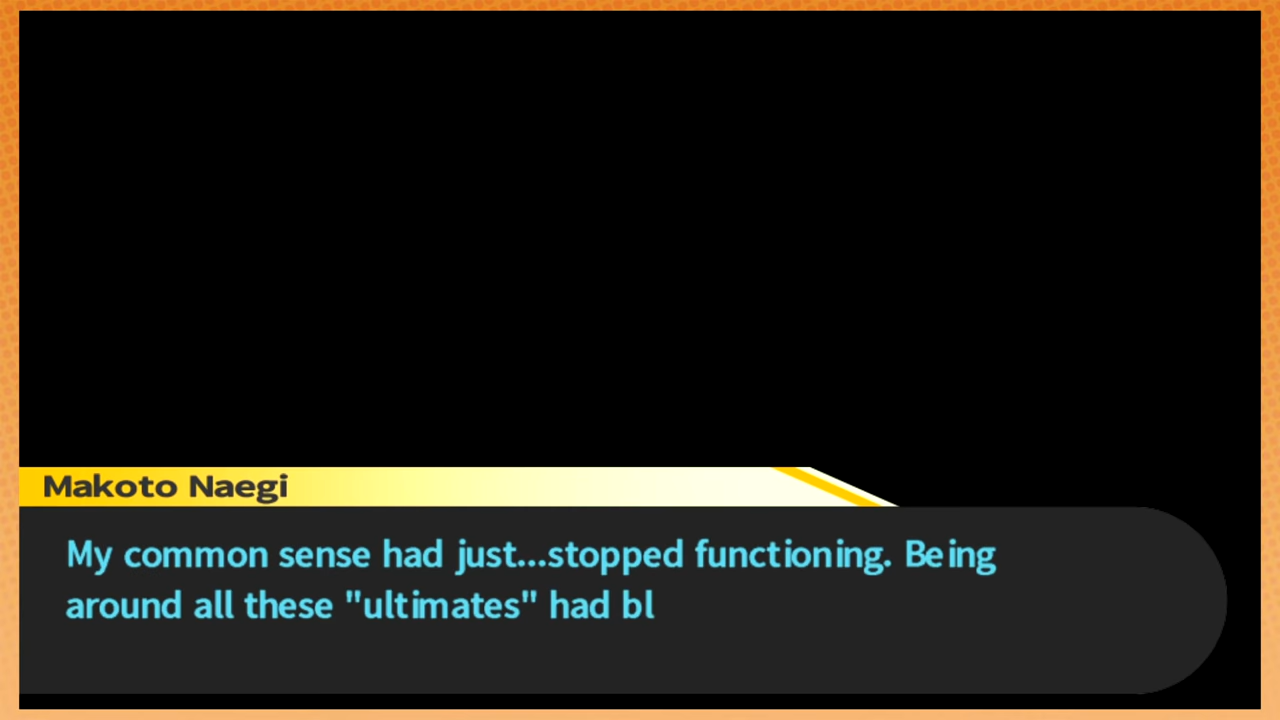 Makoto Naegi
My common sense had just...stopped functioning. Being
around all these "ultimates" had bl